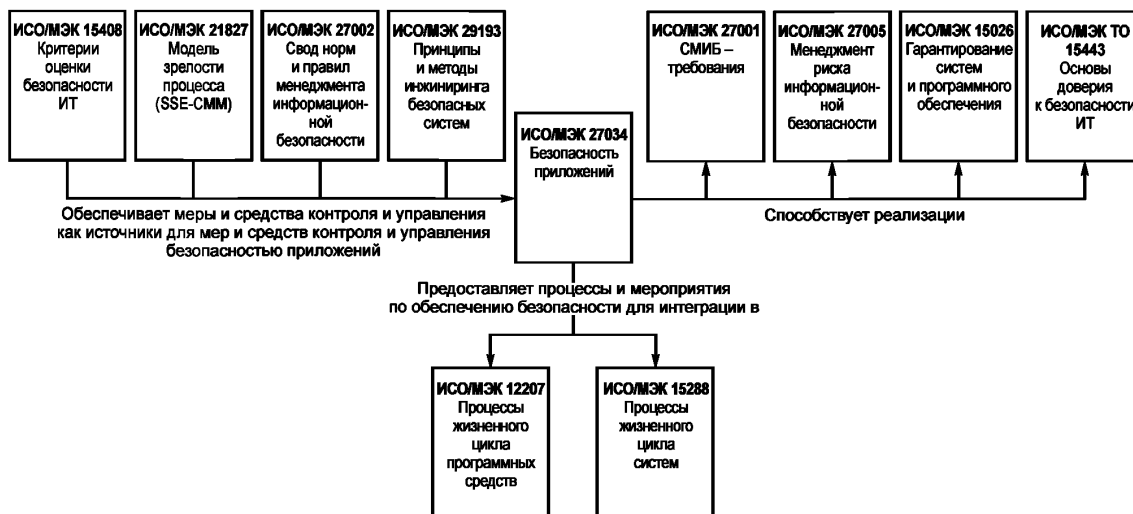 ИСО/МЭК 15408
Критерии
оценки
безопасности
ИТ
ИСО/МЭК 21827
Модель
зрелости
процесса
(SSE-CMM)
ИСО/МЭК 27002
Свод норм
и правил
менеджмента
информацион-
ной
безопасности
ИСО/МЭК 29193
Принципы
и методы
инжиниринга
безопасных
систем
ИСО/МЭК 27034
Безопасность
приложений
ИСО/МЭК 27001
СМИБ –
требования
ИСО/МЭК 27005
Менеджмент
риска
информацион-
ной
безопасности
ИСО/МЭК 15026
Гарантирование
систем
и программного
обеспечения
ИСО/МЭК ТО
15443
Основы
доверия
к безопасности
ИТ
Обеспечивает меры и средства контроля и управления
как источники для мер и средств контроля и управления
безопасностью приложений
Способствует реализации
Предоставляет процессы и мероприятия
по обеспечению безопасности для интеграции в
ИСО/МЭК 12207
Процессы
жизненного
цикла
программных
средств
ИСО/МЭК 15288
Процессы
жизненного
цикла
систем